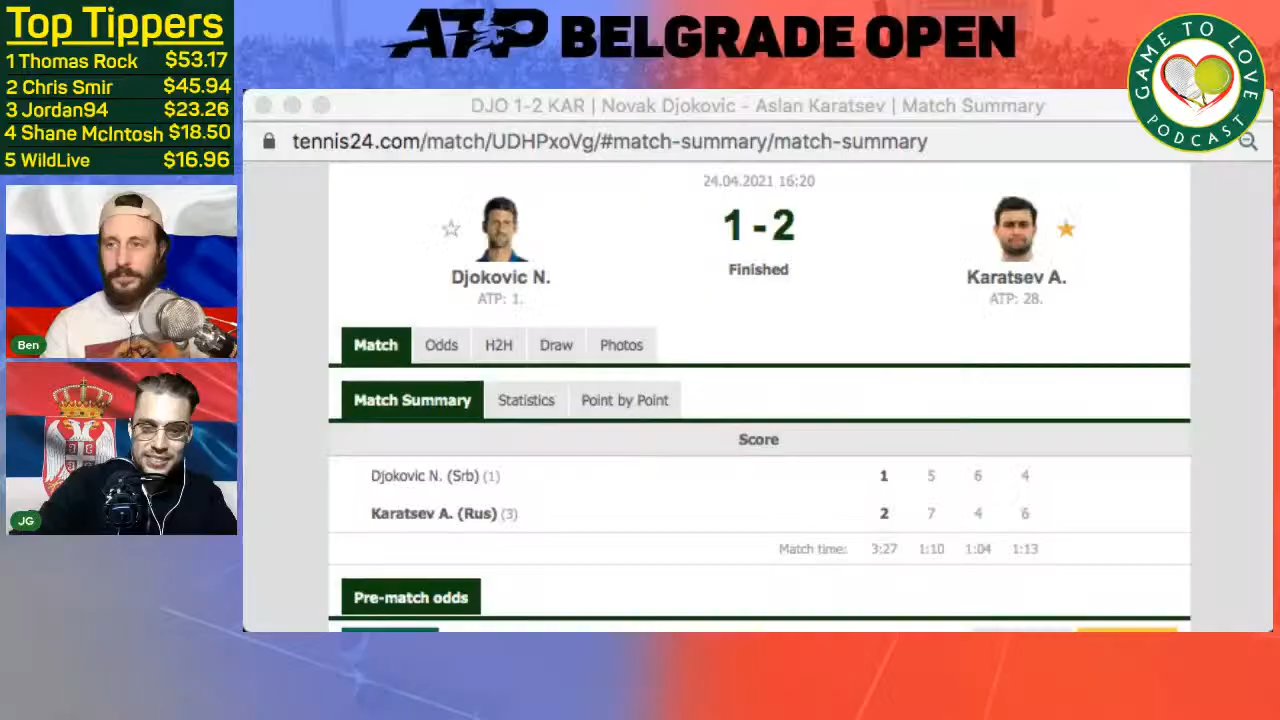 Top Tippers
1 Thomas Rock $53.17
2 Chris Smir $45.94
3 Jordan94 $23.26
4 Shane McIntosh $18.50
5 WildLive $16.96
ATP BELGRADE OPEN
GAME TO LOVE
PODCAST
DJO 1-2 KAR | Novak Djokovic - Aslan Karatsev | Match Summary
tennis24.com/match/UDHPxoVg/#match-summary/match-summary
24.04.2021 16:20
1 - 2
Finished
Djokovic N.
ATP: 1.
Karatsev A.
ATP: 28.
Match Odds H2H Draw Photos
Match Summary Statistics Point by Point
Score
Djokovic N. (Srb) (1) 1 5 6 4
Karatsev A. (Rus) (3) 2 7 4 6
Match time: 3:27 1:10 1:04 1:13
Pre-match odds
Ben
JG